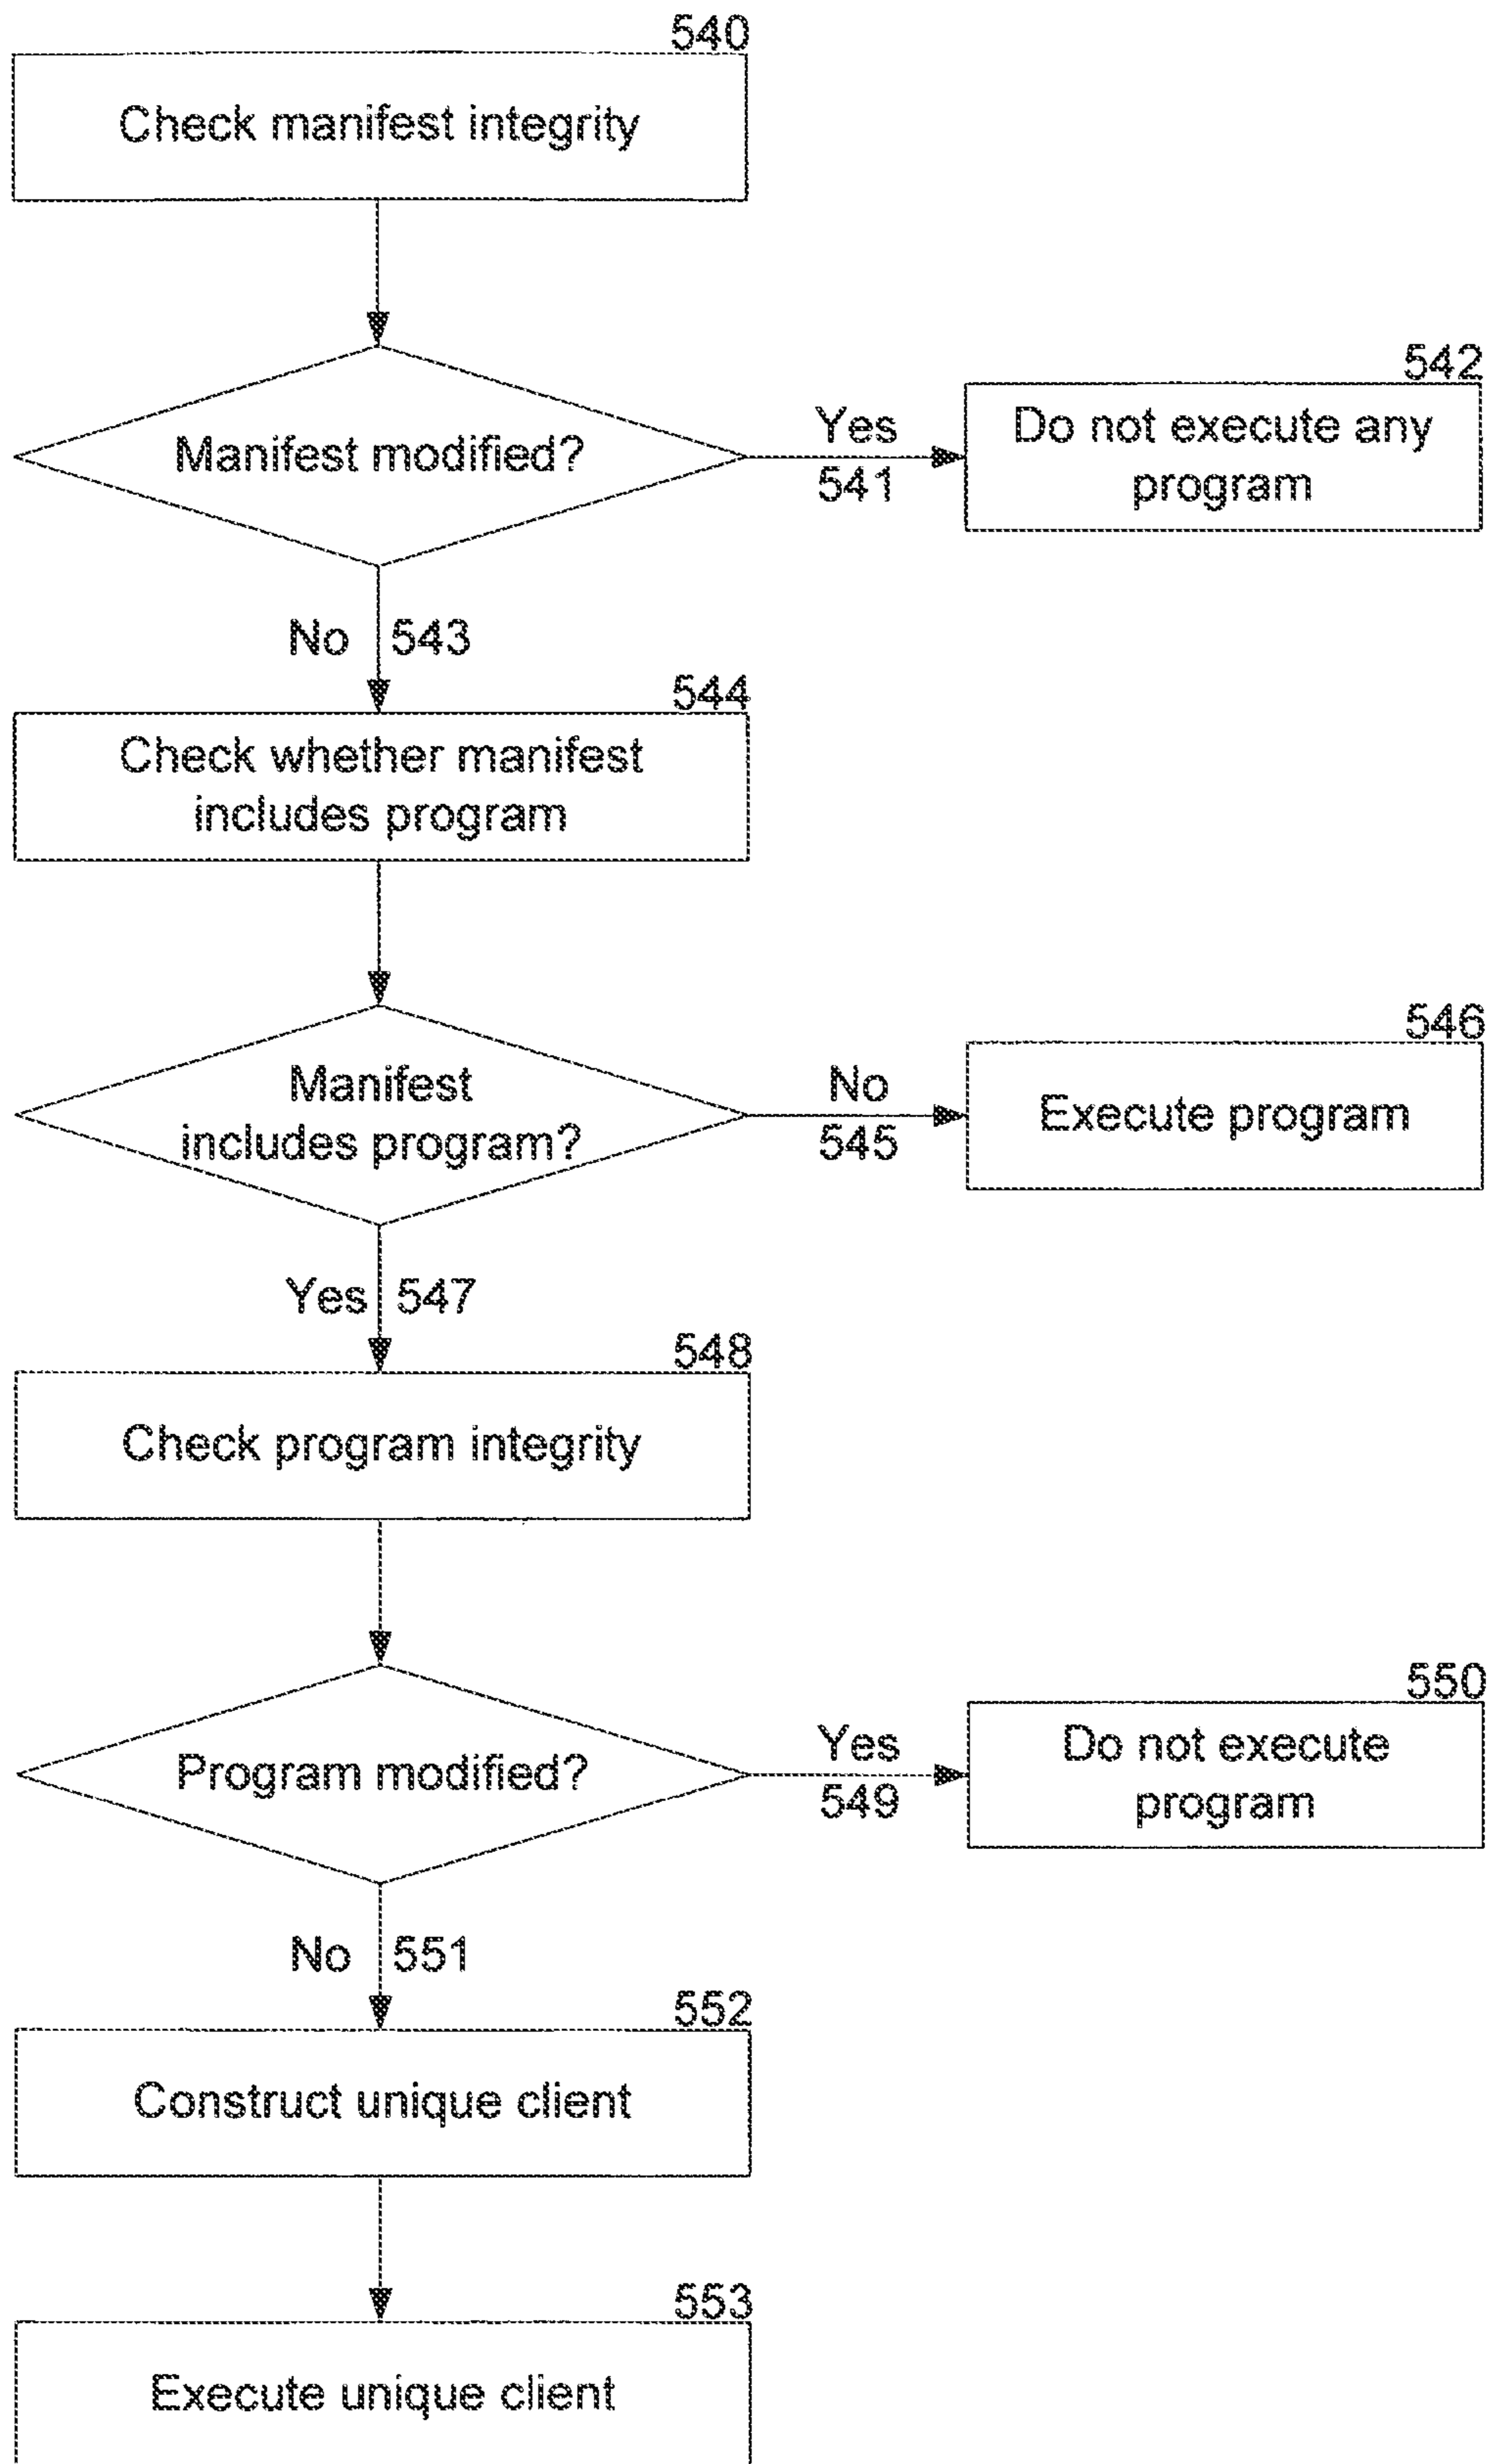 540
Check manifest integrity
Manifest modified?
Yes
541
542
Do not execute any
program
No 543
544
Check whether manifest
includes program
Manifest
includes program?
No
545
546
Execute program
Yes 547
548
Check program integrity
Program modified?
Yes
549
550
Do not execute
program
No 551
552
Construct unique client
553
Execute unique client